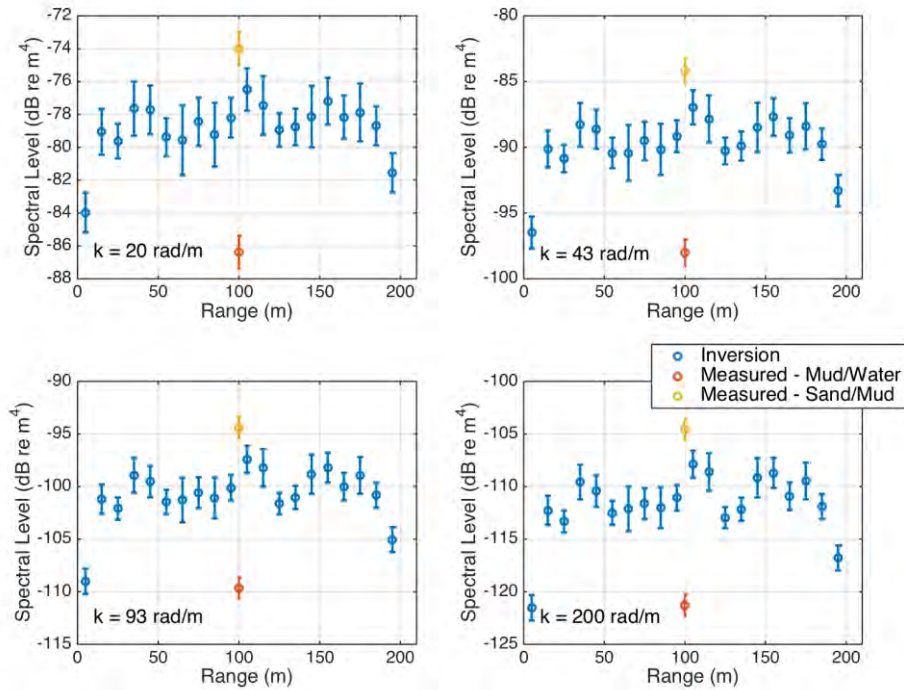 -72
-74
-76
-78
-80
-82
-84
-86
-88
Spectral Level (dB re m⁴)
k = 20 rad/m
0 50 100 150 200
Range (m)
-80
-85
-90
-95
-100
Spectral Level (dB re m⁴)
k = 43 rad/m
0 50 100 150 200
Range (m)
-90
-95
-100
-105
-110
-115
Spectral Level (dB re m⁴)
k = 93 rad/m
0 50 100 150 200
Range (m)
-100
-105
-110
-115
-120
-125
Spectral Level (dB re m⁴)
Inversion
Measured - Mud/Water
Measured - Sand/Mud
k = 200 rad/m
0 50 100 150 200
Range (m)